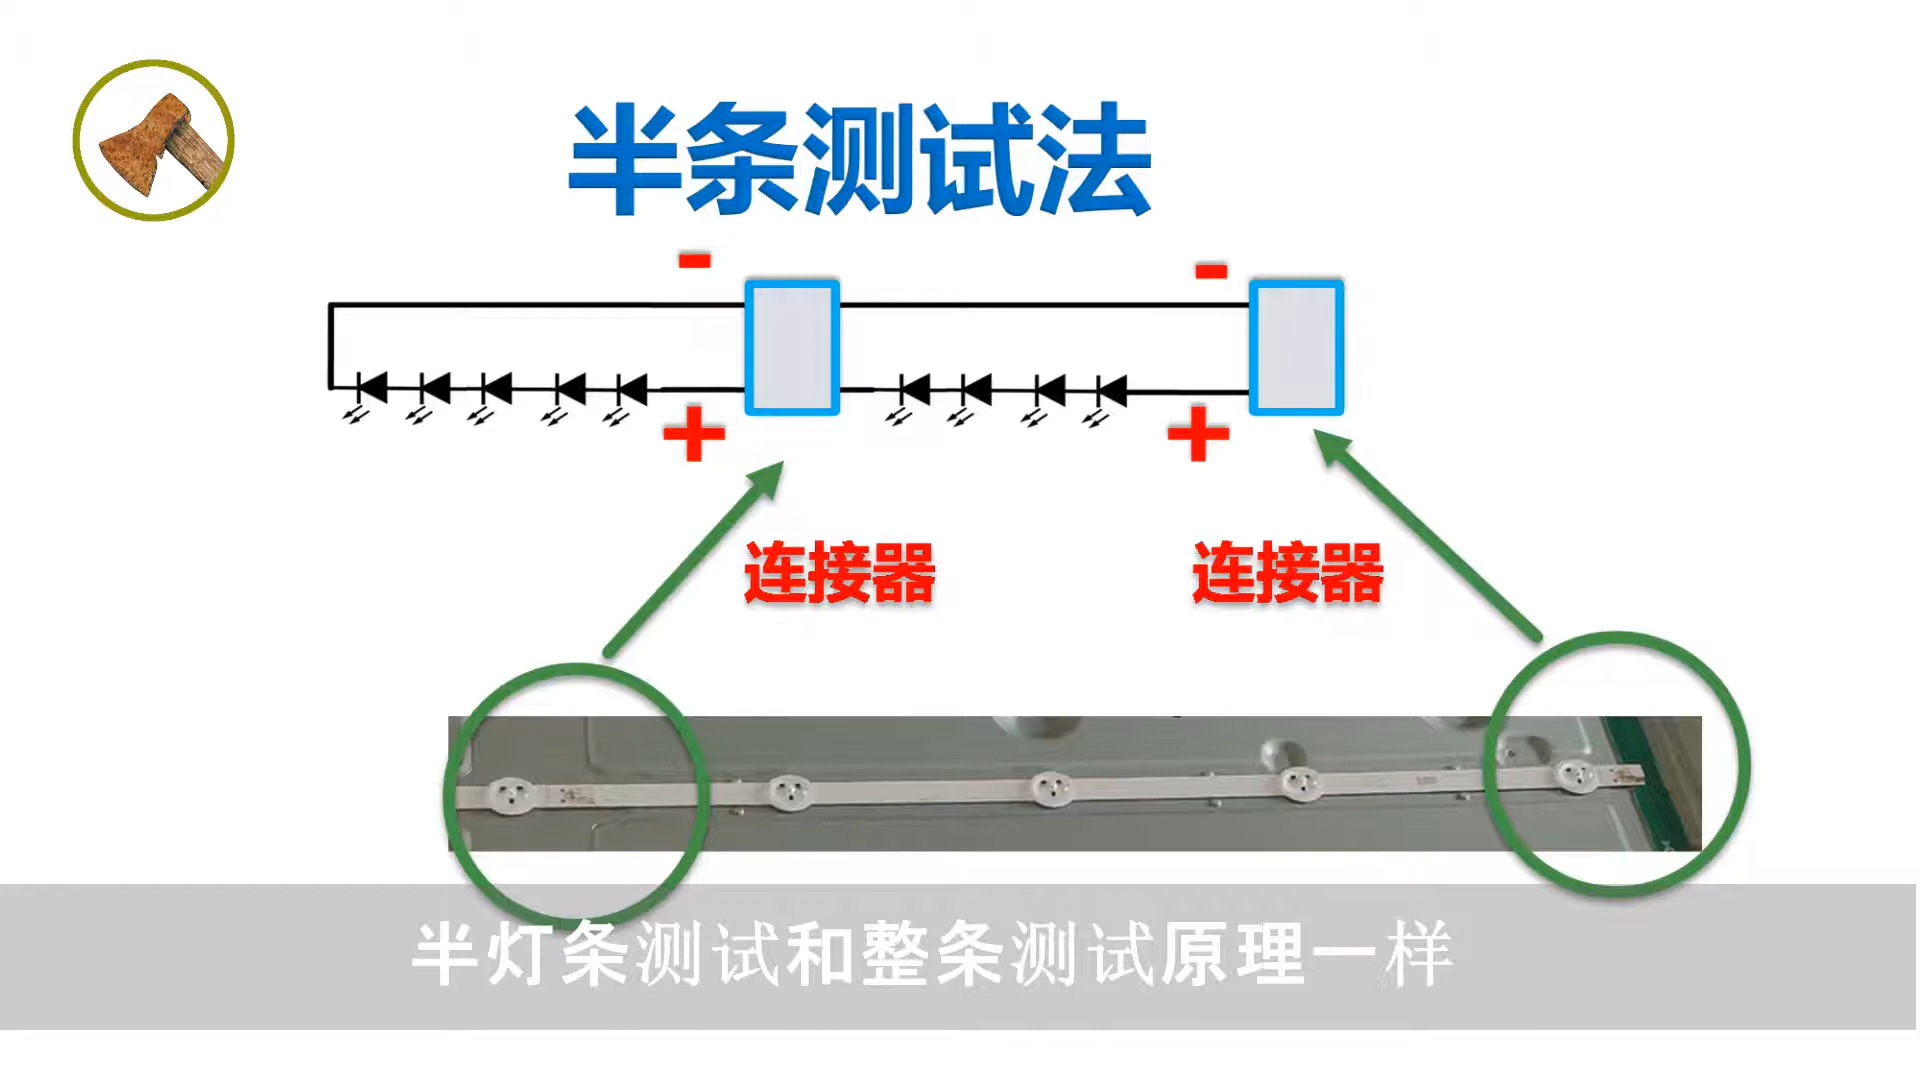 半条测试法
- -
+ +
连接器 连接器
半灯条测试和整条测试原理一样